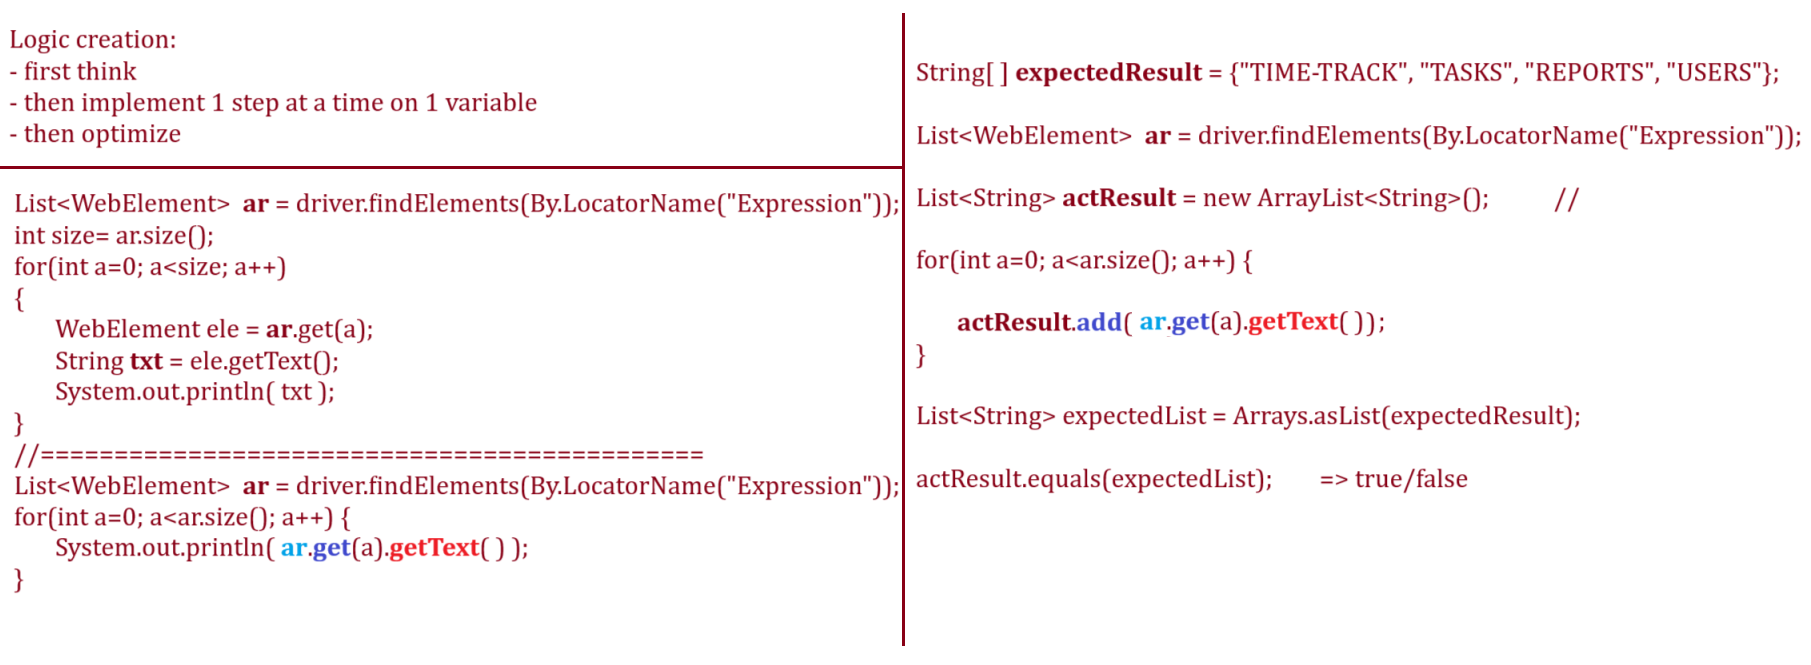 Logic creation:
- first think
- then implement 1 step at a time on 1 variable
- then optimize
List<WebElement>  ar = driver.findElements(By.LocatorName("Expression"));
int size= ar.size();
for(int a=0; a<size; a++)
{
WebElement ele = ar.get(a);
String txt = ele.getText();
System.out.println( txt );
}
//=============================================
List<WebElement>  ar = driver.findElements(By.LocatorName("Expression"));
for(int a=0; a<ar.size(); a++) {
System.out.println( ar.get(a).getText( ) );
}
String[ ] expectedResult = {"TIME-TRACK", "TASKS", "REPORTS", "USERS"};
List<WebElement>  ar = driver.findElements(By.LocatorName("Expression"));
List<String> actResult = new ArrayList<String>();          //
for(int a=0; a<ar.size(); a++) {
actResult.add( ar.get(a).getText( ));
}
List<String> expectedList = Arrays.asList(expectedResult);
actResult.equals(expectedList);       => true/false